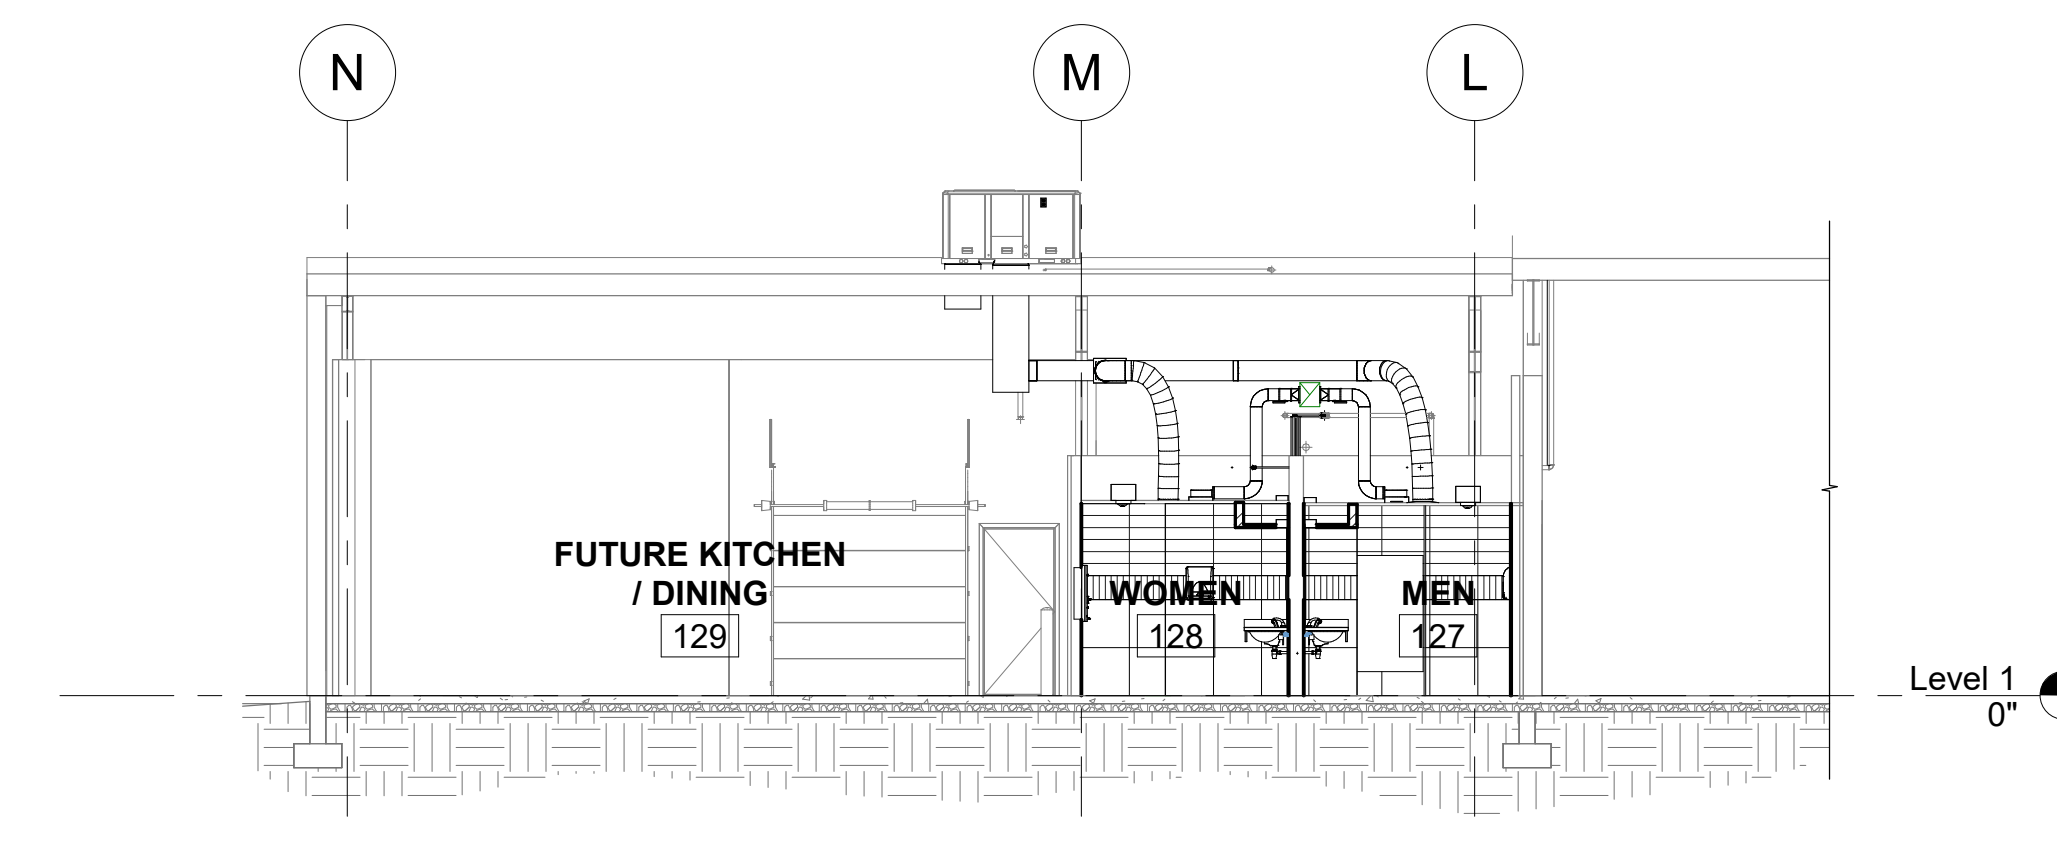 N
M
L
FUTURE KITCHEN
/ DINING
129
WOMEN
128
MEN
127
Level 1
0"